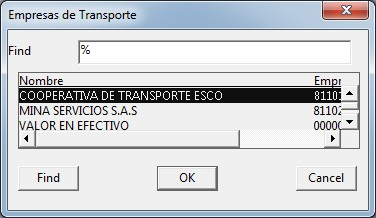 Empresas de Transporte
Find %
Nombre Empr
COOPERATIVA DE TRANSPORTE ESCO 81102
MINA SERVICIOS S.A.S 81102
VALOR EN EFECTIVO 00000
Find OK Cancel